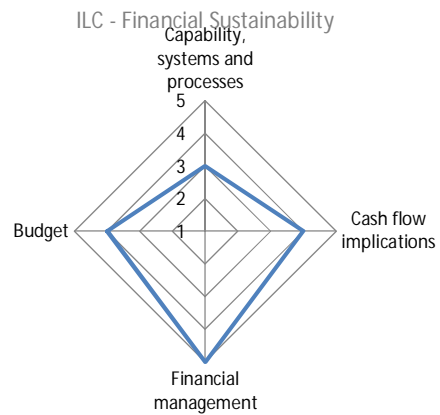 ILC - Financial Sustainability
Capability,
systems and
processes
5
4
3
2
1
Budget
Cash flow
implications
Financial
management